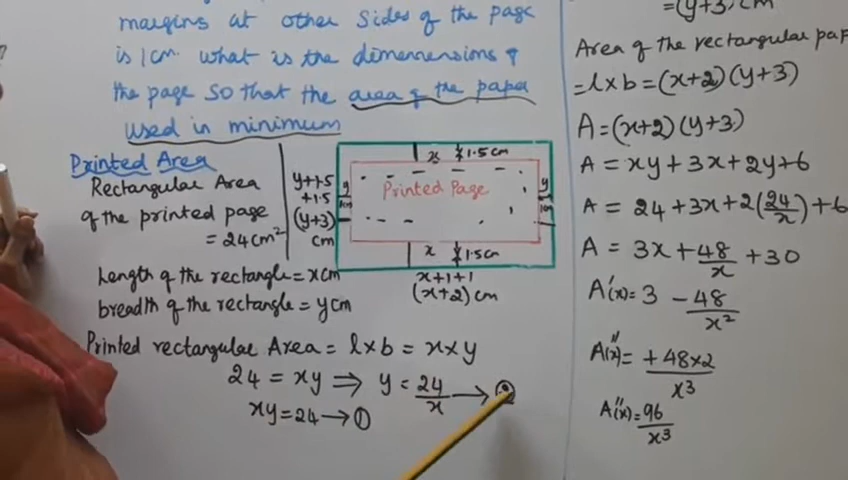 margins at other sides of the page
is 1cm. what is the dimemensions of
the page so that the area of the paper
used in minimum
Printed Area
Rectangular Area
of the printed page
= 24cm²
Length of the rectangle = x cm
breadth of the rectangle = y cm
Printed rectangular Area = l×b = x×y
24 = xy ⟹ y = 24/x → ②
xy = 24 → ①
y+1.5
+1.5
(y+3)
cm
x 1.5cm
y 1cm
Printed Page
y 1cm
x 1.5cm
x+1+1
(x+2) cm
=(y+3) cm
Area of the rectangular pap
= l×b = (x+2)(y+3)
A = (x+2)(y+3)
A = xy+3x+2y+6
A = 24+3x+2(24/x)+6
A = 3x+48/x+30
A'(x) = 3 - 48/x²
A''(x) = +48×2/x³
A''(x) = 96/x³